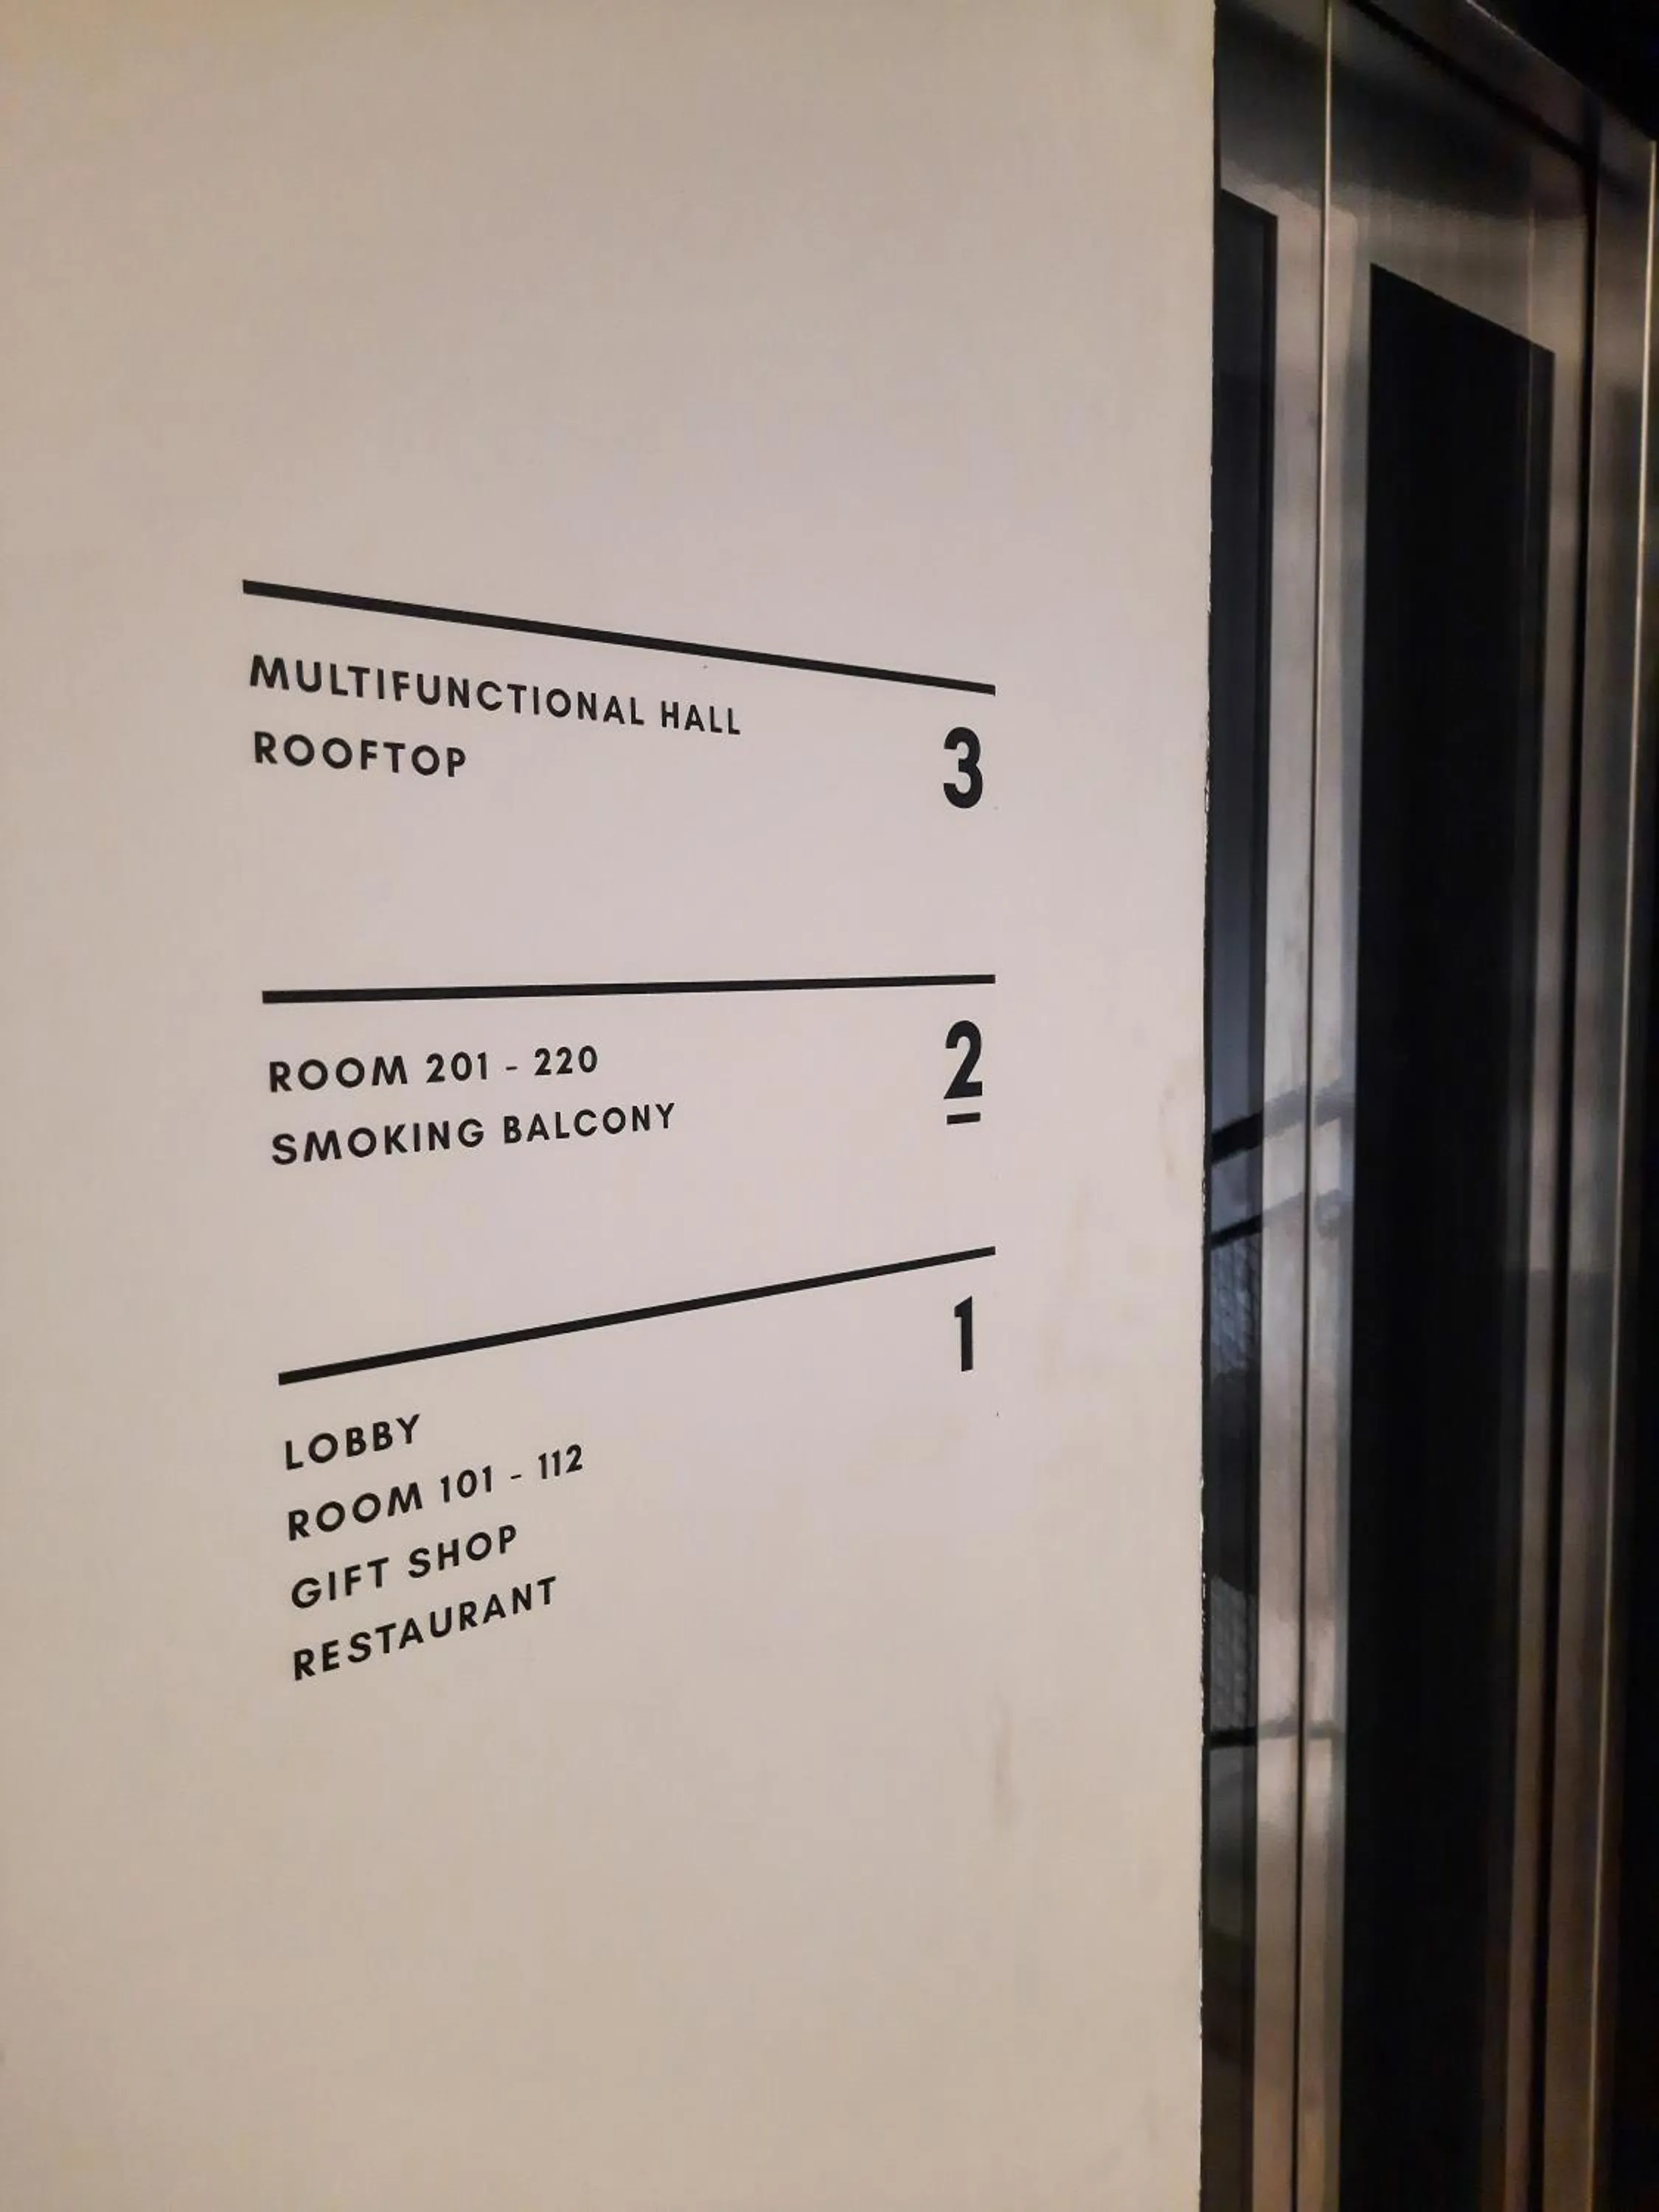 MULTIFUNCTIONAL HALL
ROOFTOP
3
ROOM 201 - 220
SMOKING BALCONY
2
1
LOBBY
ROOM 101 - 112
GIFT SHOP
RESTAURANT